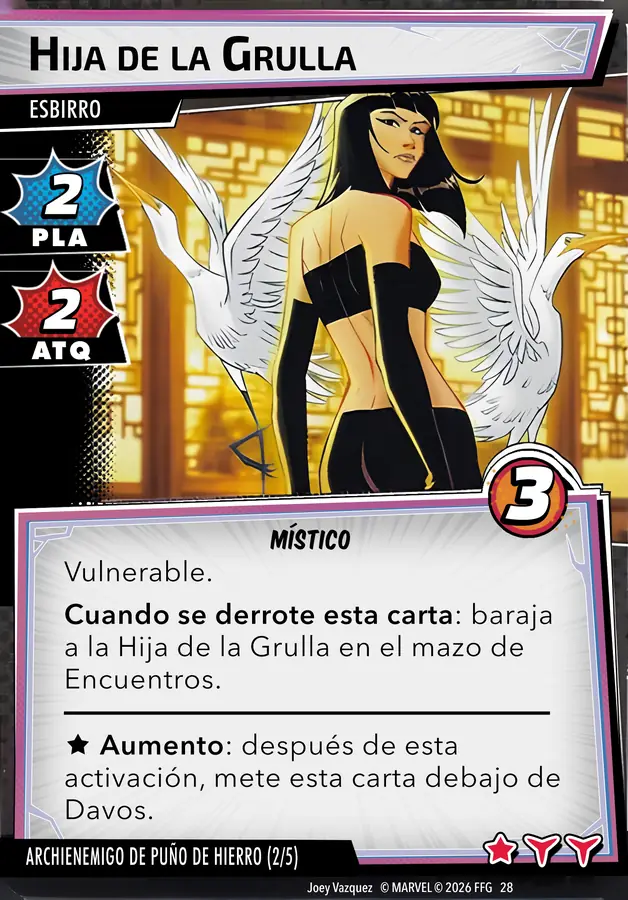 HIJA DE LA GRULLA
ESBIRRO
2
PLA
2
ATQ
3
MÍSTICO
Vulnerable.
Cuando se derrote esta carta: baraja
a la Hija de la Grulla en el mazo de
Encuentros.
★ Aumento: después de esta
activación, mete esta carta debajo de
Davos.
ARCHIENEMIGO DE PUÑO DE HIERRO (2/5)
Joey Vazquez © MARVEL © 2026 FFG 28